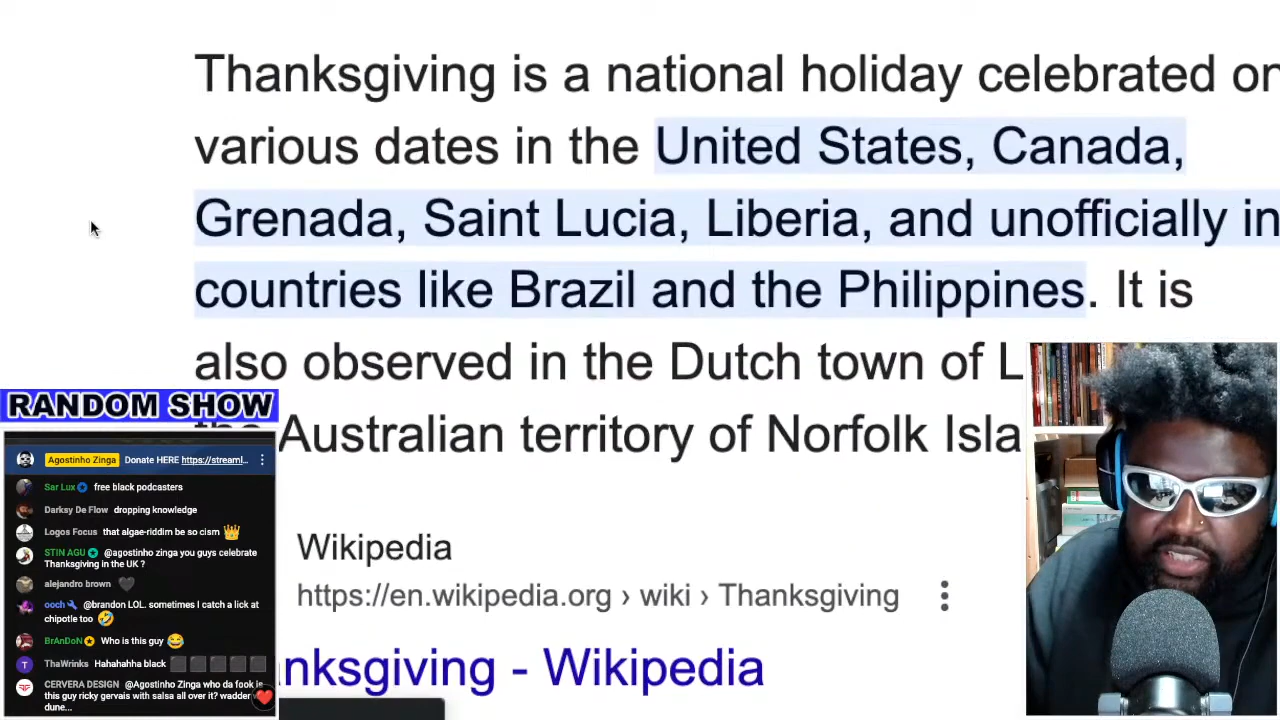 Thanksgiving is a national holiday celebrated on
various dates in the United States, Canada,
Grenada, Saint Lucia, Liberia, and unofficially in
countries like Brazil and the Philippines. It is
also observed in the Dutch town of L
Australian territory of Norfolk Isla
Wikipedia
https://en.wikipedia.org › wiki › Thanksgiving
nksgiving - Wikipedia
RANDOM SHOW
Agostinho Zinga Donate HERE https://streaml...
Sar Lux free black podcasters
Darksy De Flow dropping knowledge
Logos Focus that algae-riddim be so cism 👑
STIN AGU @agostinho zinga you guys celebrate
Thanksgiving in the UK ?
alejandro brown 🖤
ooch @brandon LOL. sometimes I catch a lick at
chipotle too 🤣
BrAnDoN Who is this guy 😂
T ThaWrinks Hahahahha black ⬛⬛⬛⬛⬛
CERVERA DESIGN @Agostinho Zinga who da fook is
this guy ricky gervais with salsa all over it? wadder
dune...